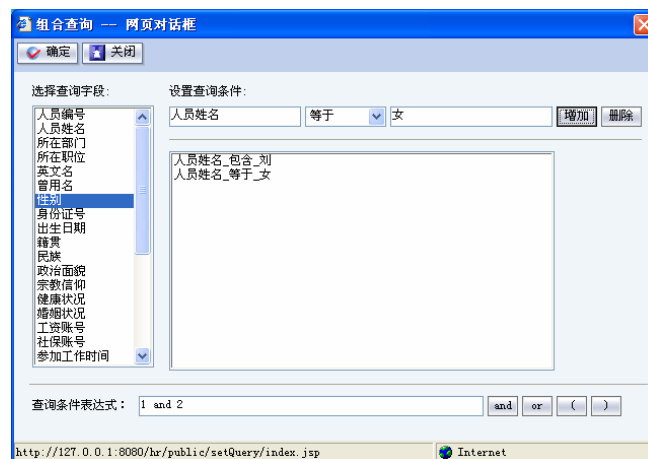 组合查询 -- 网页对话框
确定 关闭
选择查询字段: 设置查询条件:
人员姓名 等于 女 增加 删除
人员编号
人员姓名
所在部门
所在职位
英文名
曾用名
性别
身份证号
出生日期
籍贯
民族
政治面貌
宗教信仰
健康状况
婚姻状况
工资账号
社保账号
参加工作时间
人员姓名_包含_刘
人员姓名_等于_女
查询条件表达式: 1 and 2 and or ( )
http://127.0.0.1:8080/hr/public/setQuery/index.jsp Internet